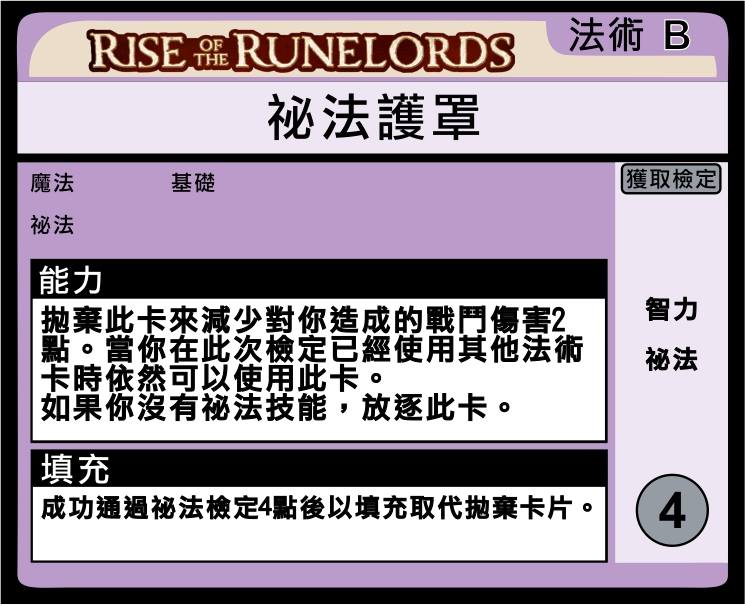 RISE OF THE RUNELORDS
法術 B
祕法護罩
魔法 基礎
祕法
獲取檢定
智力
祕法
4
能力
拋棄此卡來減少對你造成的戰鬥傷害2
點。當你在此次檢定已經使用其他法術
卡時依然可以使用此卡。
如果你沒有祕法技能，放逐此卡。
填充
成功通過祕法檢定4點後以填充取代拋棄卡片。